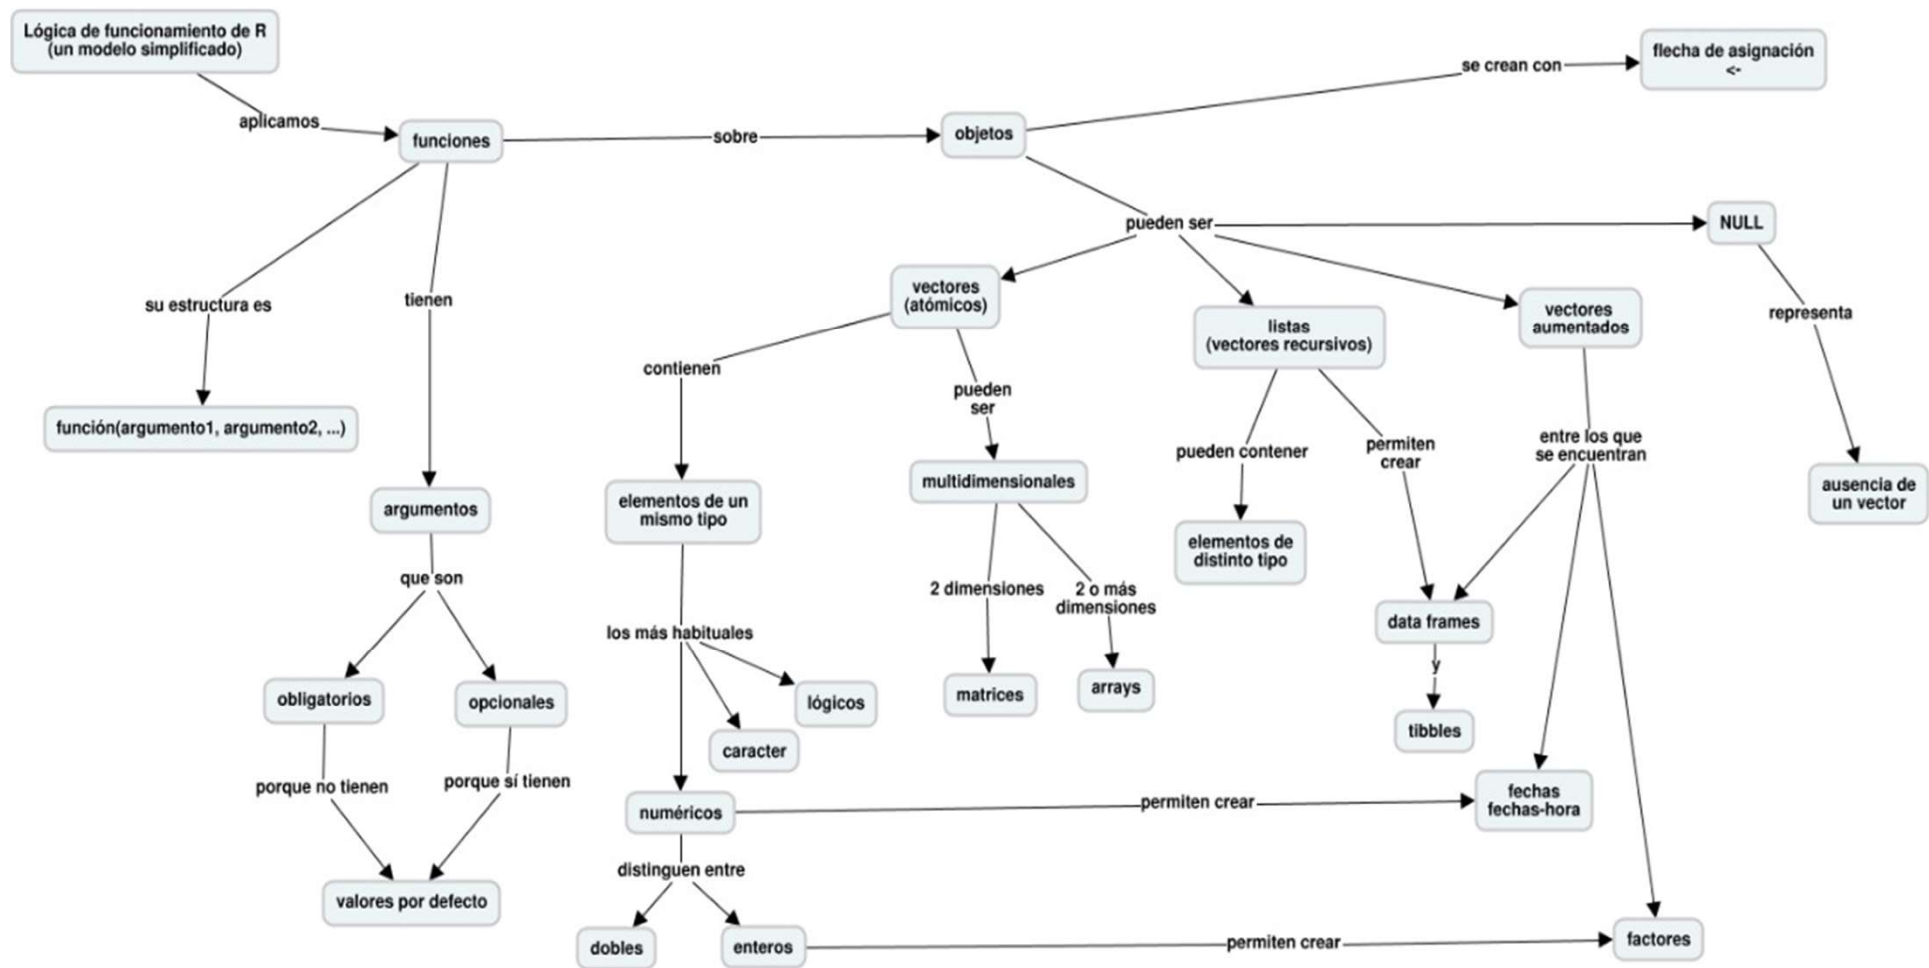 Lógica de funcionamiento de R
(un modelo simplificado)
flecha de asignación
<-
se crean con
aplicamos
funciones
sobre
objetos
pueden ser
NULL
vectores
(atómicos)
listas
(vectores recursivos)
vectores
aumentados
representa
su estructura es
tienen
contienen
pueden
ser
pueden contener
permiten
crear
entre los que
se encuentran
ausencia de
un vector
función(argumento1, argumento2, ...)
argumentos
elementos de un
mismo tipo
multidimensionales
elementos de
distinto tipo
que son
2 dimensiones
2 o más
dimensiones
data frames
y
tibbles
los más habituales
obligatorios
opcionales
lógicos
caracter
matrices
arrays
porque no tienen
porque sí tienen
numéricos
permiten crear
fechas
fechas-hora
distinguen entre
valores por defecto
dobles
enteros
permiten crear
factores